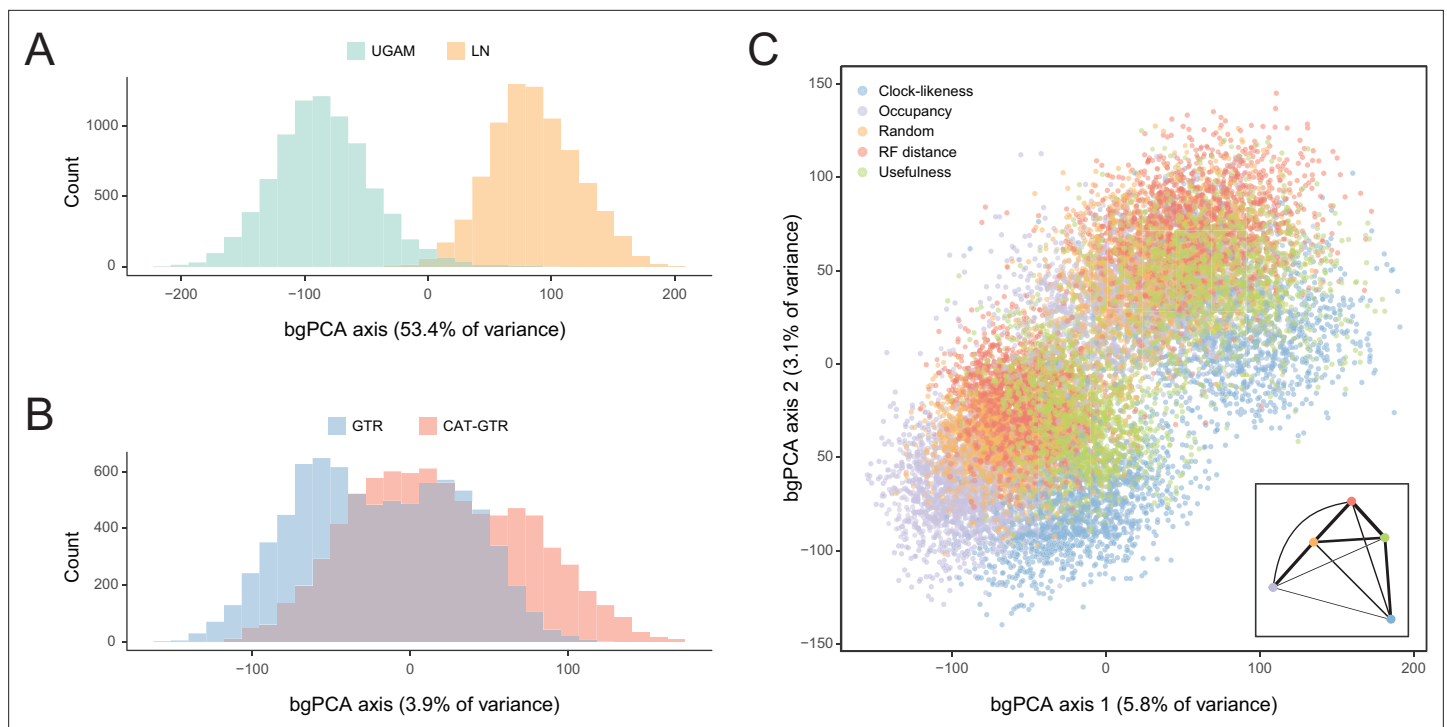 A
UGAM LN
Count
1000
500
0
−200 −100 0 100 200
bgPCA axis (53.4% of variance)
B
GTR CAT-GTR
Count
600
400
200
0
−100 0 100
bgPCA axis (3.9% of variance)
C
Clock-likeness
Occupancy
Random
RF distance
Usefulness
bgPCA axis 2 (3.1% of variance)
150
100
50
0
50
−100
−150
−100 0 100 200
bgPCA axis 1 (5.8% of variance)